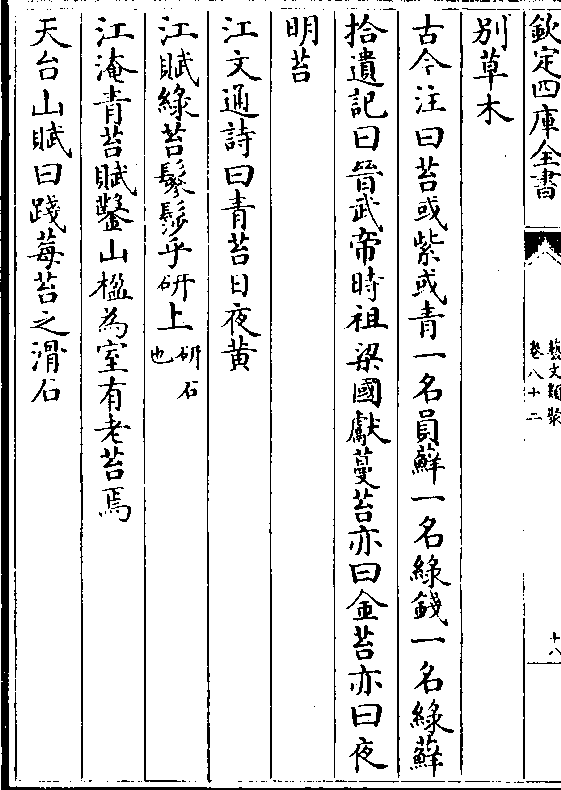 欽定四庫全書
藝文類聚
卷八十二
十八
别草木
古今注曰苔或紫或青一名員蘚一名綠錢一名綠蘚
拾遺記曰晉武帝時祖梁國獻蔓苔亦曰金苔亦曰夜
明苔
江文通詩曰青苔日夜黄
江賦綠苔鬖髿乎研上研石也
江淹青苔賦鑿山楹為室有老苔焉
天台山賦曰踐莓苔之滑石